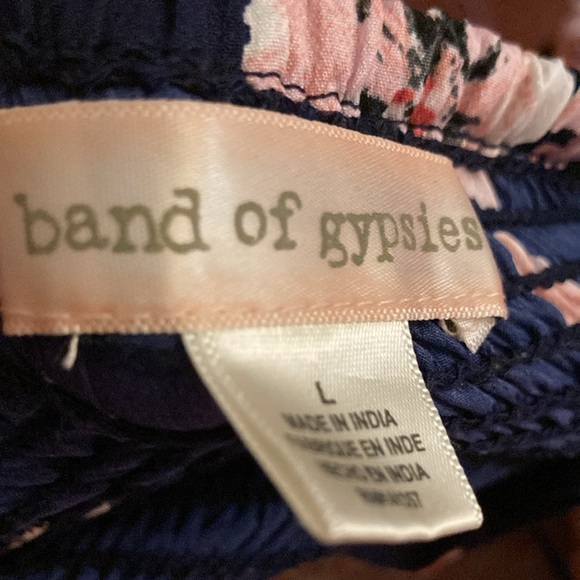 band of gypsies
L
MADE IN INDIA
FABRIQUE EN INDE
HECHO EN INDIA